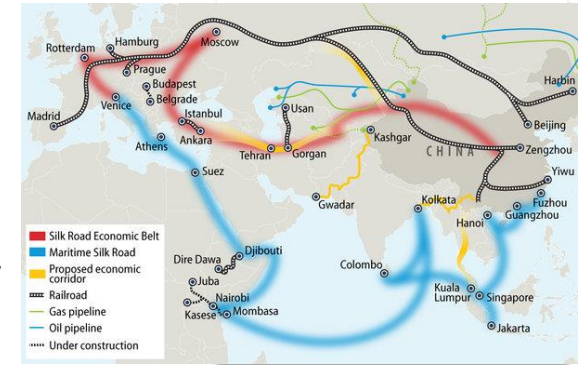 Rotterdam
Hamburg
Moscow
Prague
Budapest
Belgrade
Venice
Madrid
Istanbul
Ankara
Athens
Usan
Tehran
Gorgan
Kashgar
CHINA
Harbin
Beijing
Zengzhou
Yiwu
Suez
Gwadar
Kolkata
Hanoi
Fuzhou
Guangzhou
Djibouti
Dire Dawa
Juba
Nairobi
Kasese
Mombasa
Colombo
Kuala
Lumpur
Singapore
Jakarta
Silk Road Economic Belt
Maritime Silk Road
Proposed economic
corridor
Railroad
Gas pipeline
Oil pipeline
Under construction